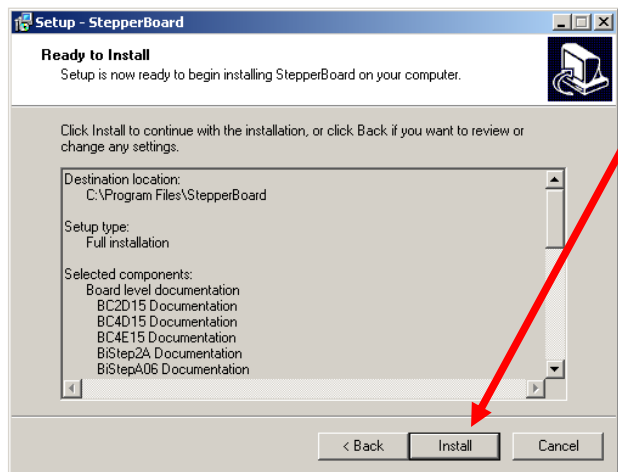 Setup - StepperBoard
Ready to Install
Setup is now ready to begin installing StepperBoard on your computer.
Click Install to continue with the installation, or click Back if you want to review or
change any settings.
Destination location:
C:\Program Files\StepperBoard
Setup type:
Full installation
Selected components:
Board level documentation
BC2D15 Documentation
BC4D15 Documentation
BC4E15 Documentation
BiStep2A Documentation
BiStepA06 Documentation
< Back Install Cancel